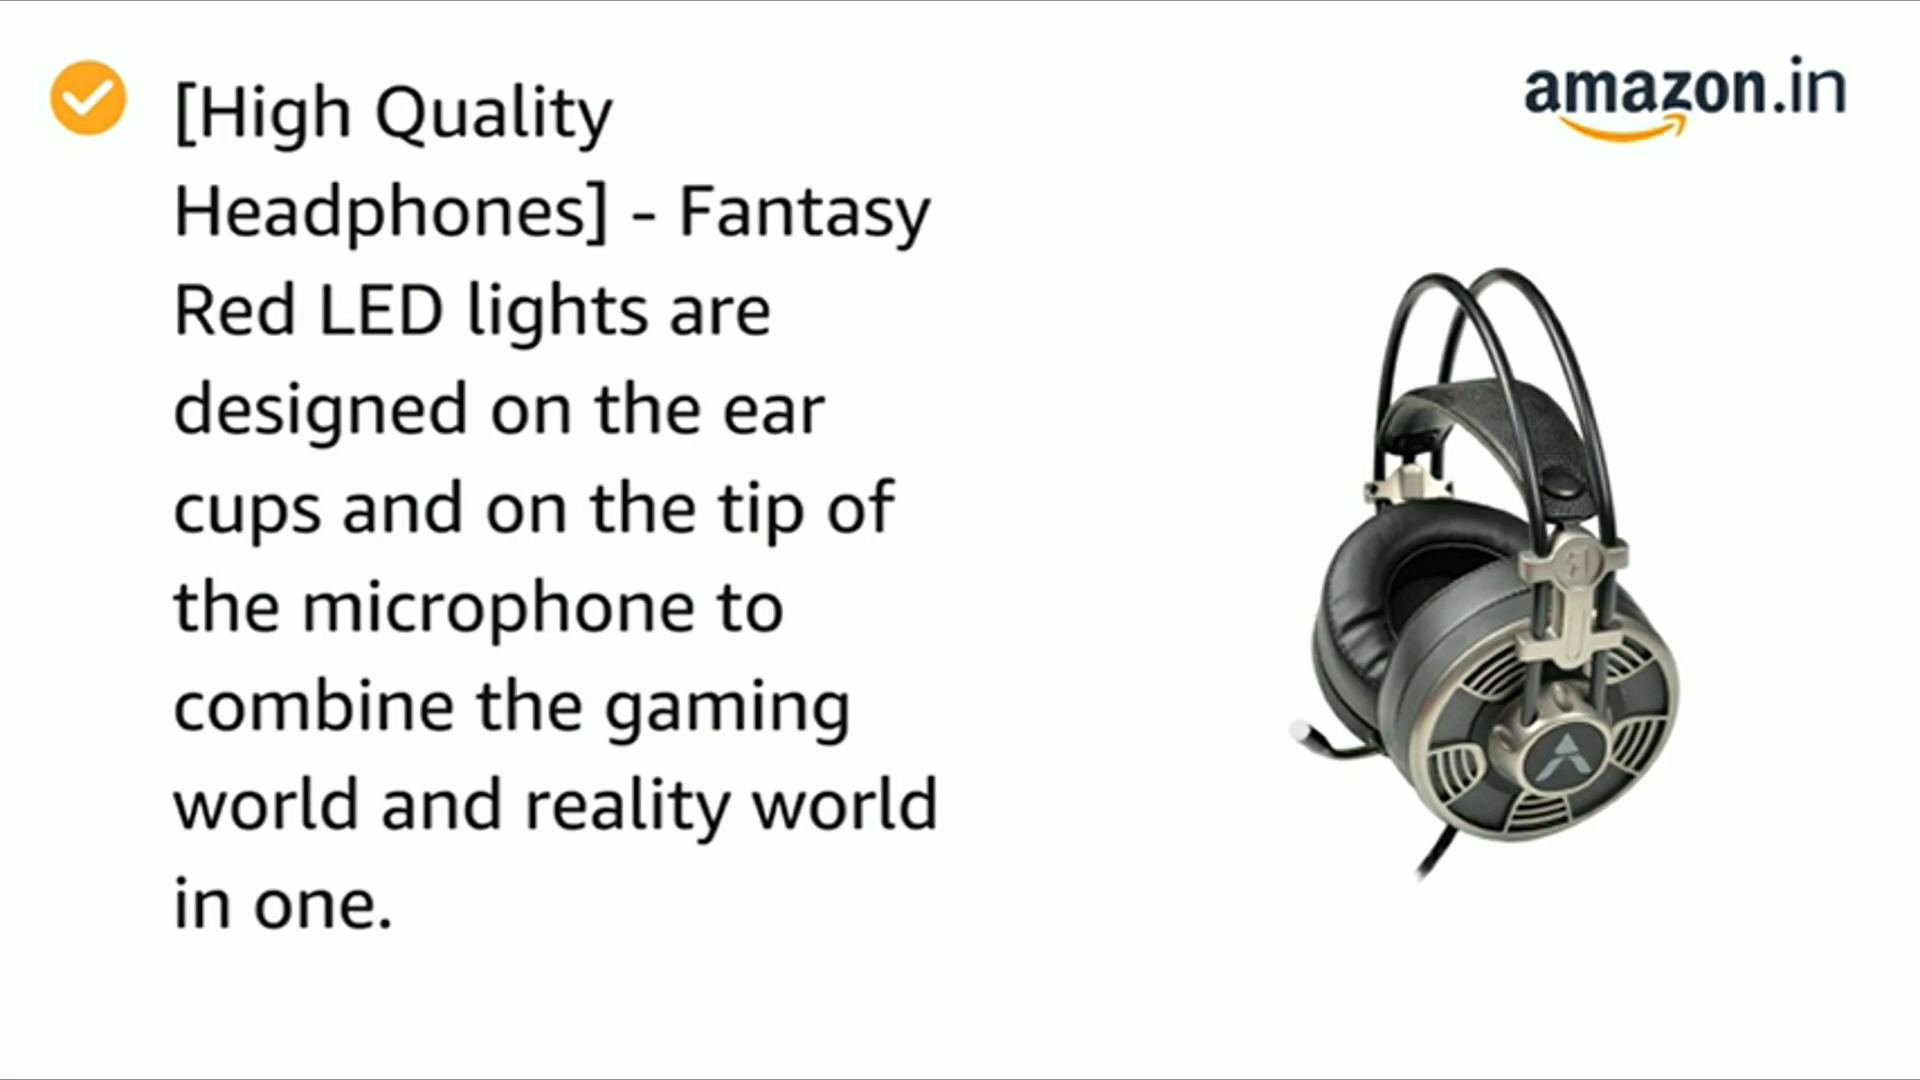 [High Quality
Headphones] - Fantasy
Red LED lights are
designed on the ear
cups and on the tip of
the microphone to
combine the gaming
world and reality world
in one.
amazon.in